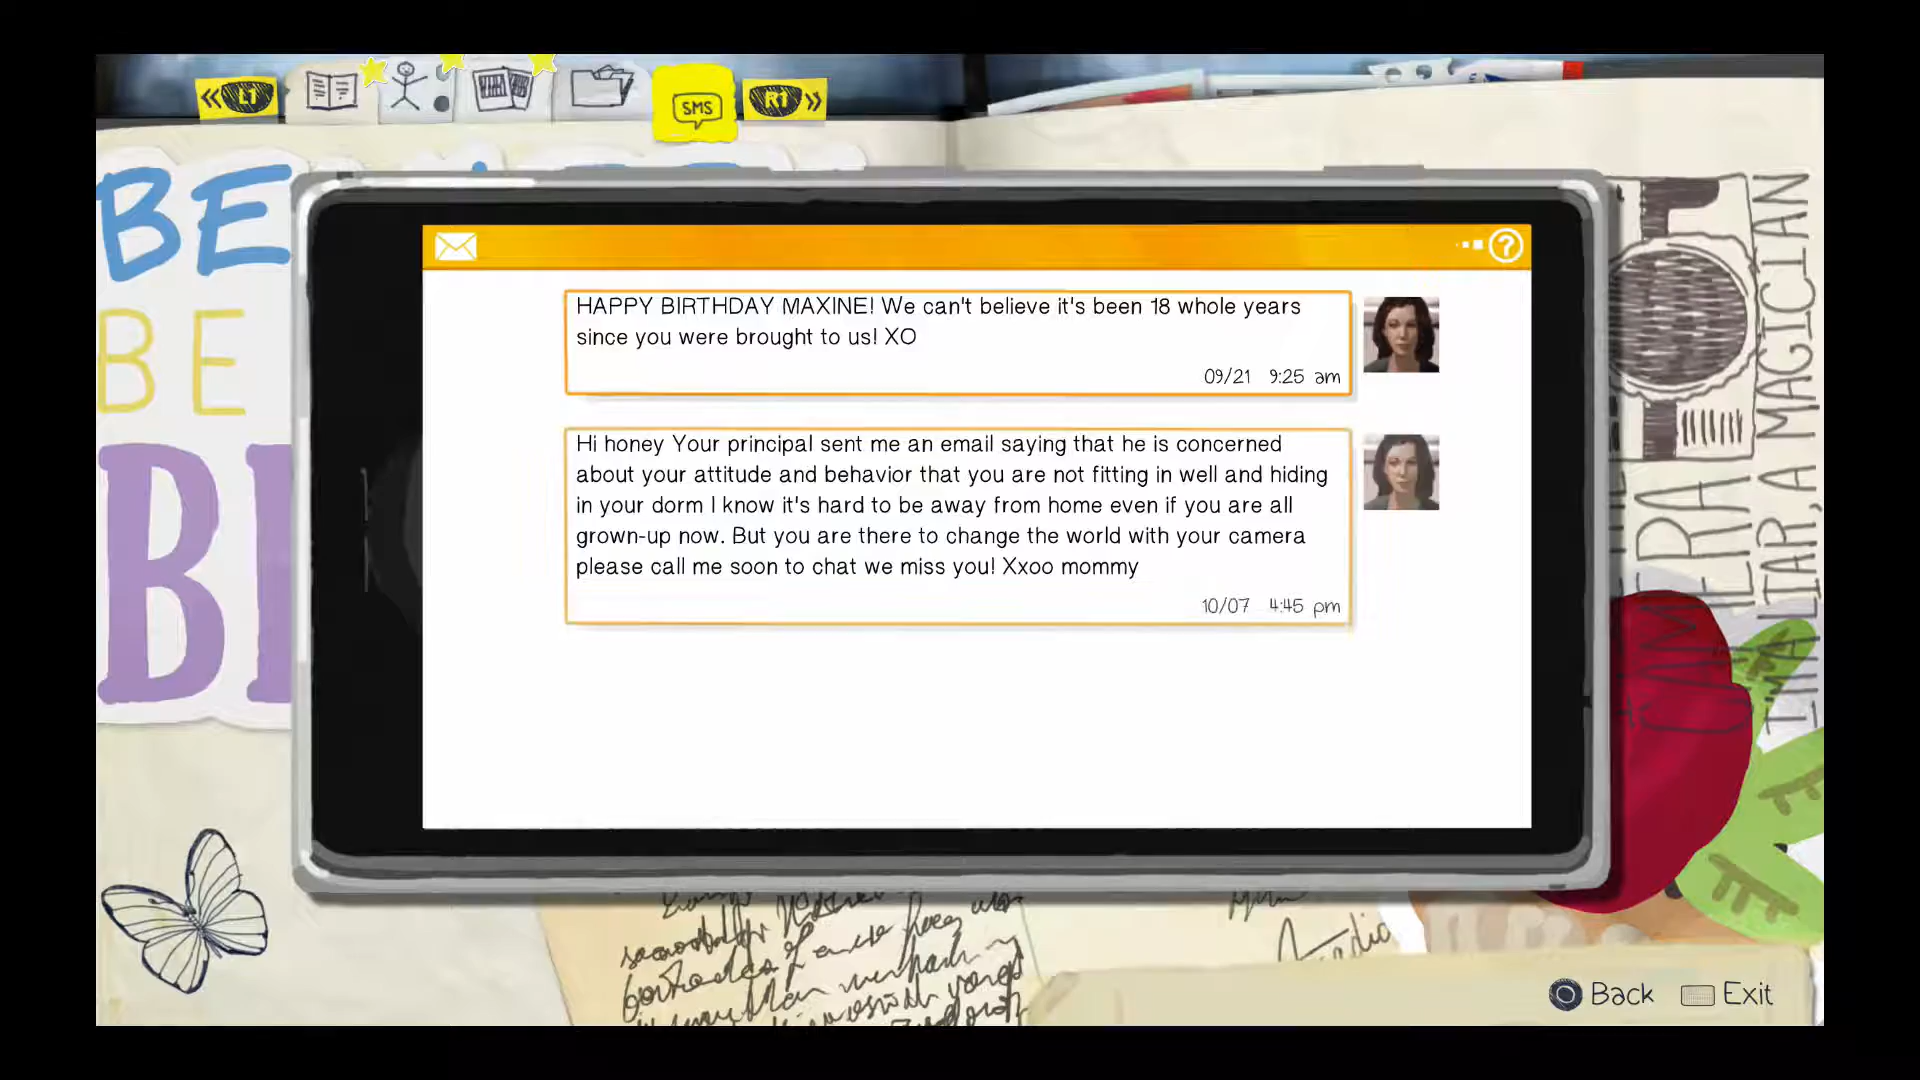 L1
SMS
R1
BE
BE
HAPPY BIRTHDAY MAXINE! We can't believe it's been 18 whole years
since you were brought to us! XO
09/21 9:25 am
Hi honey Your principal sent me an email saying that he is concerned
about your attitude and behavior that you are not fitting in well and hiding
in your dorm I know it's hard to be away from home even if you are all
grown-up now. But you are there to change the world with your camera
please call me soon to chat we miss you! Xxoo mommy
10/07 4:45 pm
I'M A LIAR, A MAGICIAN
Back
Exit